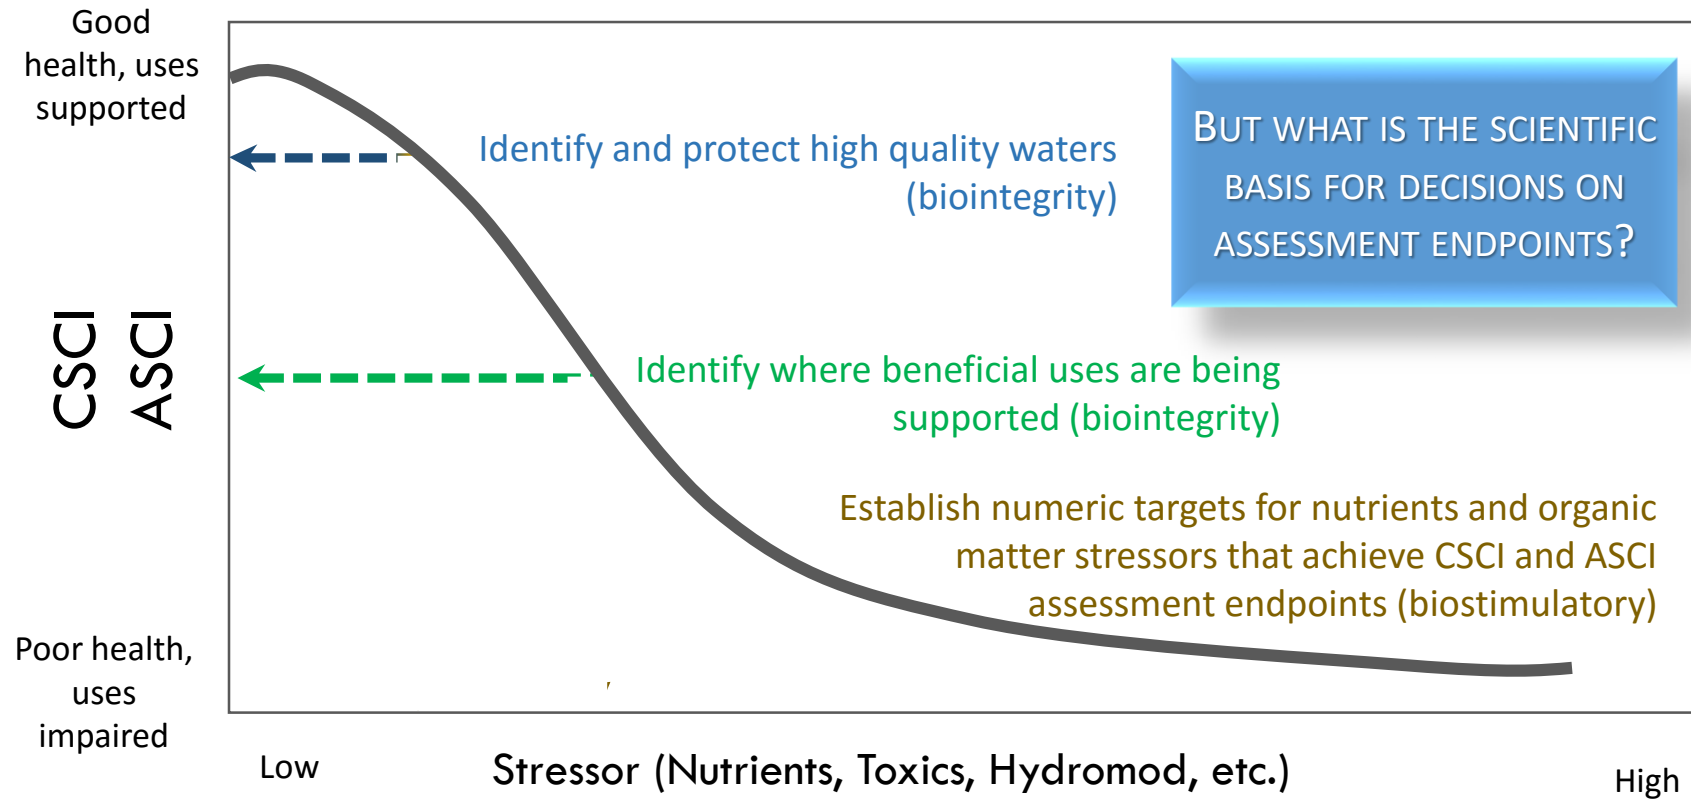 Good
health, uses
supported
Identify and protect high quality waters
(biointegrity)
BUT WHAT IS THE SCIENTIFIC
BASIS FOR DECISIONS ON
ASSESSMENT ENDPOINTS?
CSCI
ASCI
Identify where beneficial uses are being
supported (biointegrity)
Establish numeric targets for nutrients and organic
matter stressors that achieve CSCI and ASCI
assessment endpoints (biostimulatory)
Poor health,
uses
impaired
Low
Stressor (Nutrients, Toxics, Hydromod, etc.)
High